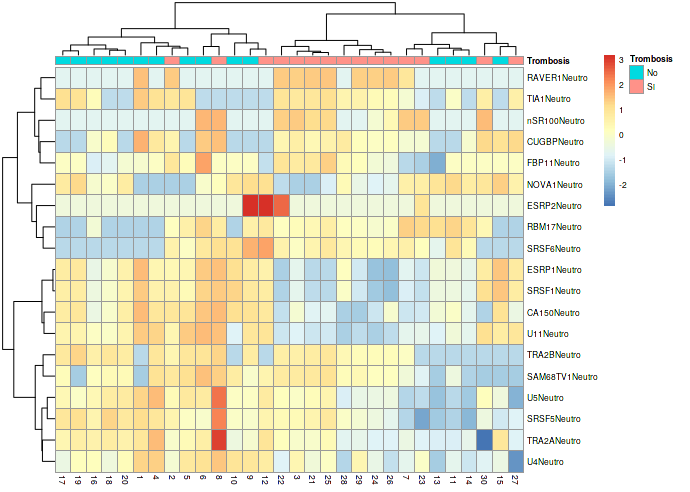 Trombosis
RAVER1Neutro
TIA1Neutro
nSR100Neutro
CUGBPNeutro
FBP11Neutro
NOVA1Neutro
ESRP2Neutro
RBM17Neutro
SRSF6Neutro
ESRP1Neutro
SRSF1Neutro
CA150Neutro
U11Neutro
TRA2BNeutro
SAM68TV1Neutro
U5Neutro
SRSF5Neutro
TRA2ANeutro
U4Neutro
17 19 16 18 20 1 4 2 5 6 8 10 9 12 22 3 21 25 28 29 24 26 7 23 13 11 14 30 15 27
3
2
1
0
-1
-2
Trombosis
No
Si